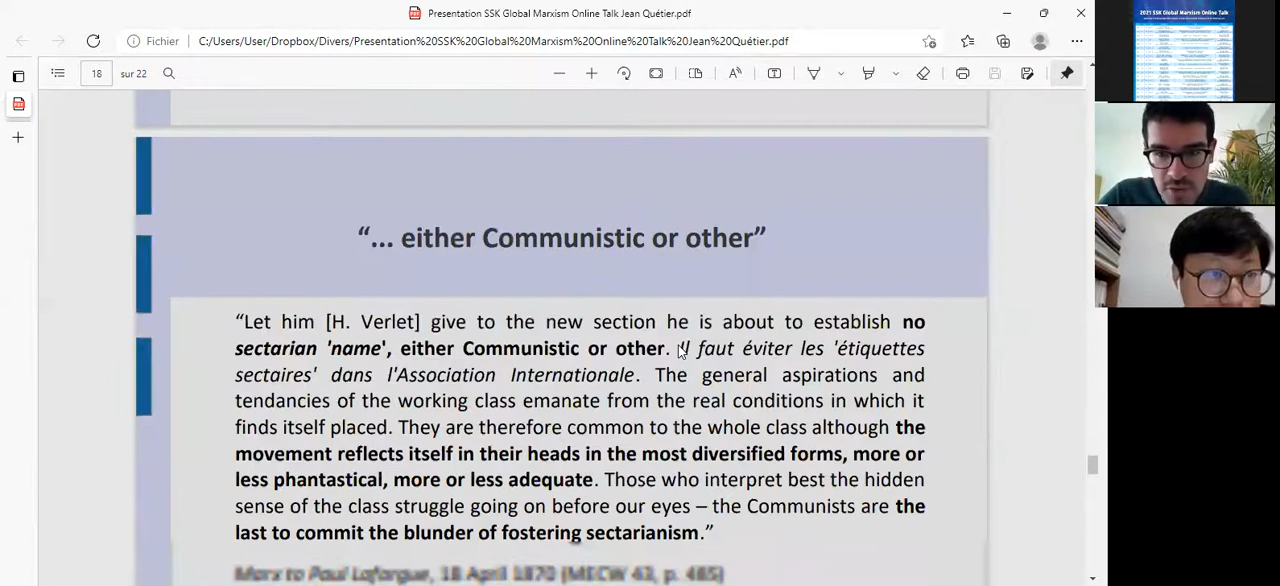 Presentation SSK Global Marxism Online Talk Jean Quétier.pdf
2021 SSK Global Marxism Online Talk
Fichier
C:/Users/User/Dropbox/Divers/Presentation%20SSK%20Global%20Marxism%20Online%20Talk%20Jean%20Quétier.pdf
18 sur 22
“... either Communistic or other”
“Let him [H. Verlet] give to the new section he is about to establish no
sectarian 'name', either Communistic or other. Il faut éviter les 'étiquettes
sectaires' dans l'Association Internationale. The general aspirations and
tendancies of the working class emanate from the real conditions in which it
finds itself placed. They are therefore common to the whole class although the
movement reflects itself in their heads in the most diversified forms, more or
less phantastical, more or less adequate. Those who interpret best the hidden
sense of the class struggle going on before our eyes – the Communists are the
last to commit the blunder of fostering sectarianism.”
Marx to Paul Lafargue, 18 April 1870 (MECW 43, p. 485)